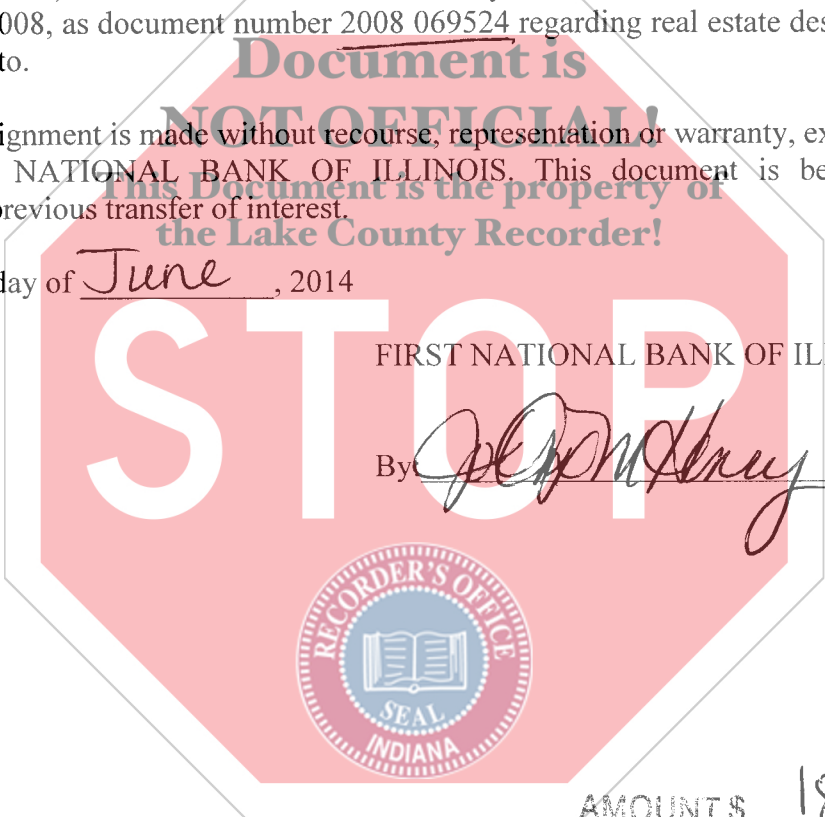 008, as document number 2008 069524 regarding real estate des
Document is
to.
NOT OFFICIAL!
ignment is made without recourse, representation or warranty, ex
NATIONAL BANK OF ILLINOIS. This document is be
This Document is the property of
previous transfer of interest.
the Lake County Recorder!
day of June, 2014
STOP
FIRST NATIONAL BANK OF IL
By
RECORDER'S OFFICE
SEAL
INDIANA
AMOUNT $ 18